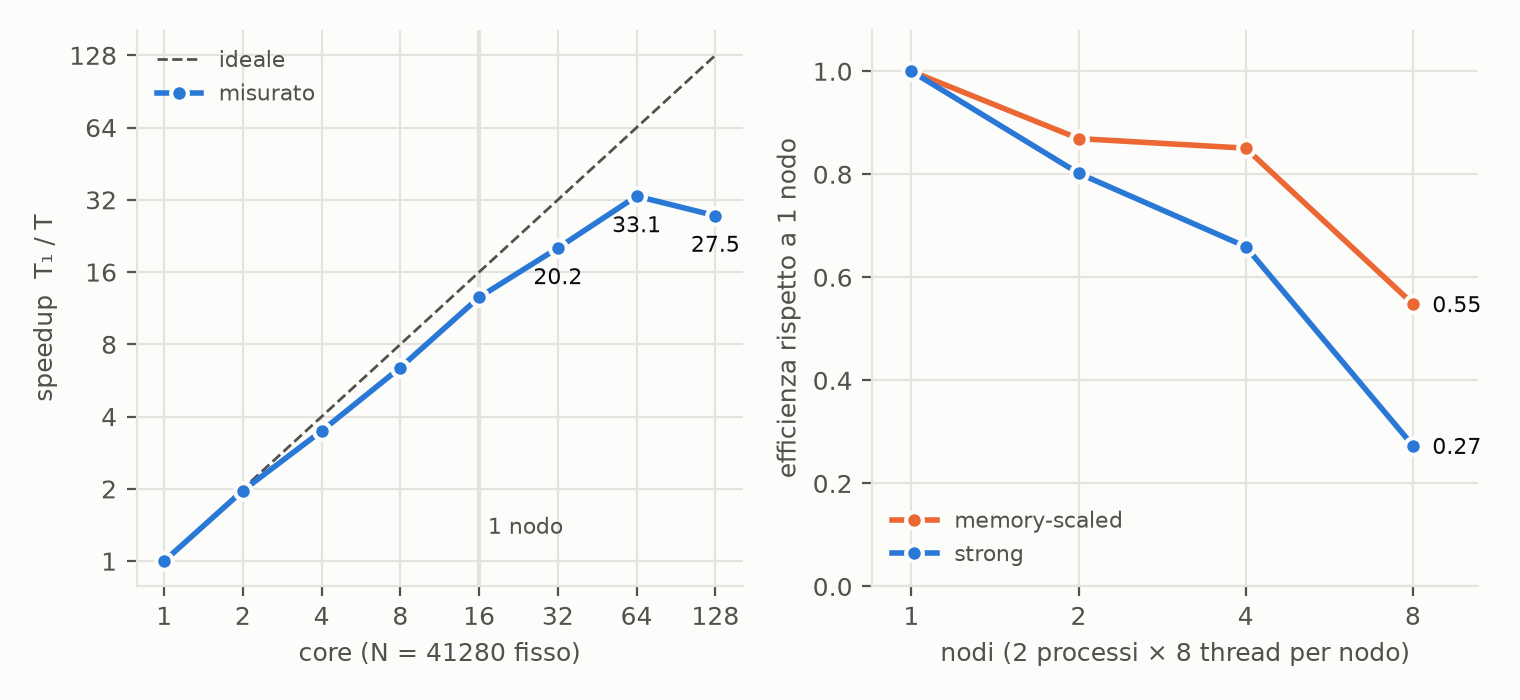 ideale
misurato
128
64
32
16
8
4
2
1
speedup T₁ / T
33.1
27.5
20.2
1 nodo
1 2 4 8 16 32 64 128
core (N = 41280 fisso)
1.0
0.8
0.6
0.4
0.2
0.0
efficienza rispetto a 1 nodo
0.55
0.27
memory-scaled
strong
1 2 4 8
nodi (2 processi × 8 thread per nodo)